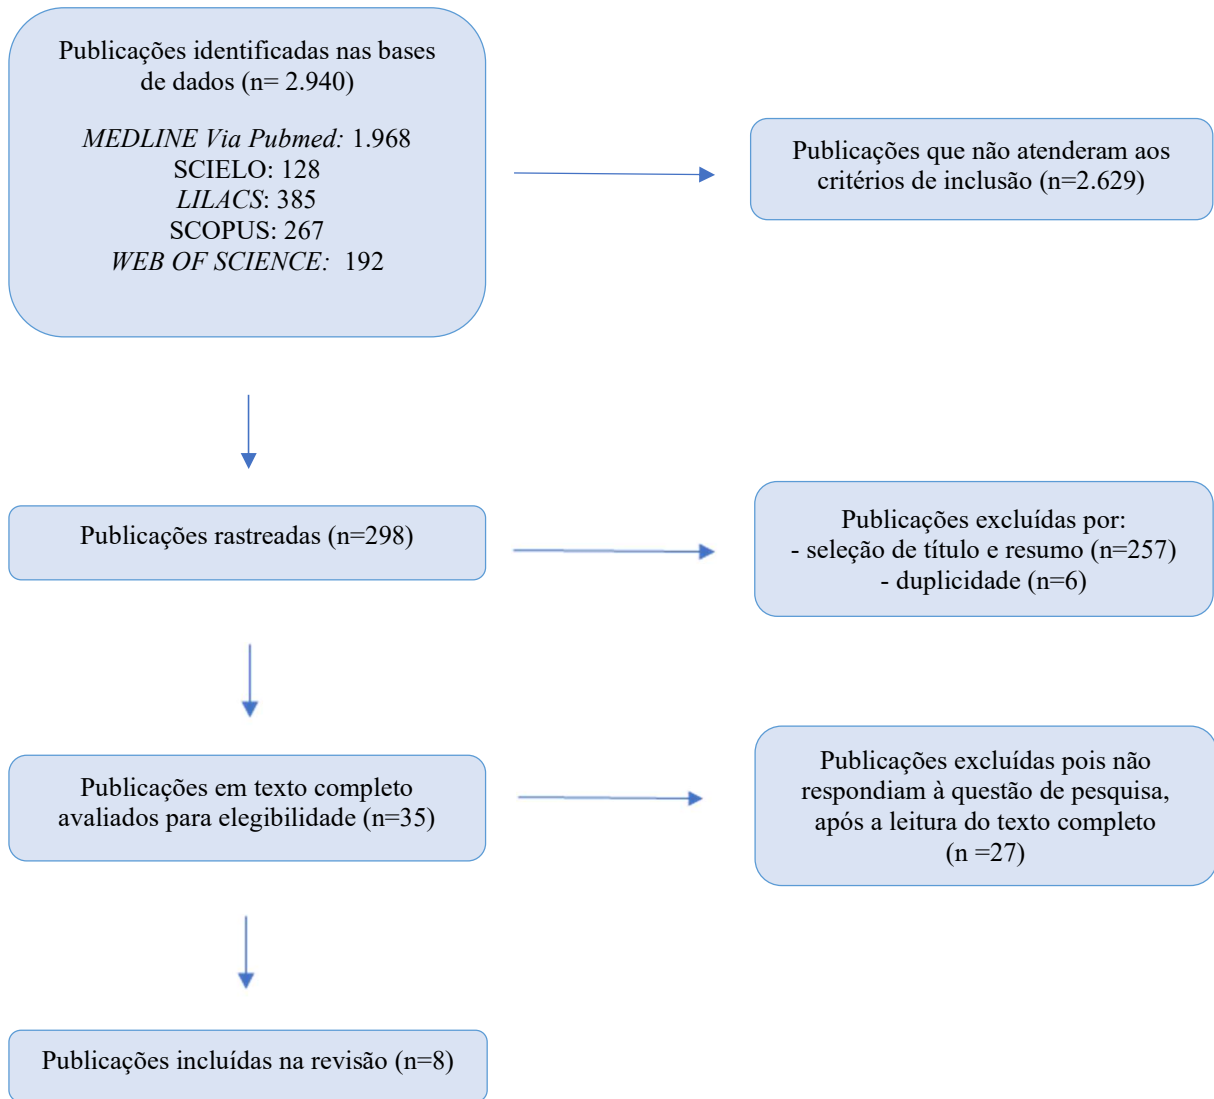 Publicações identificadas nas bases
de dados (n= 2.940)
MEDLINE Via Pubmed: 1.968
SCIELO: 128
LILACS: 385
SCOPUS: 267
WEB OF SCIENCE: 192
Publicações que não atenderam aos
critérios de inclusão (n=2.629)
Publicações rastreadas (n=298)
Publicações excluídas por:
- seleção de título e resumo (n=257)
- duplicidade (n=6)
Publicações em texto completo
avaliados para elegibilidade (n=35)
Publicações excluídas pois não
respondiam à questão de pesquisa,
após a leitura do texto completo
(n =27)
Publicações incluídas na revisão (n=8)